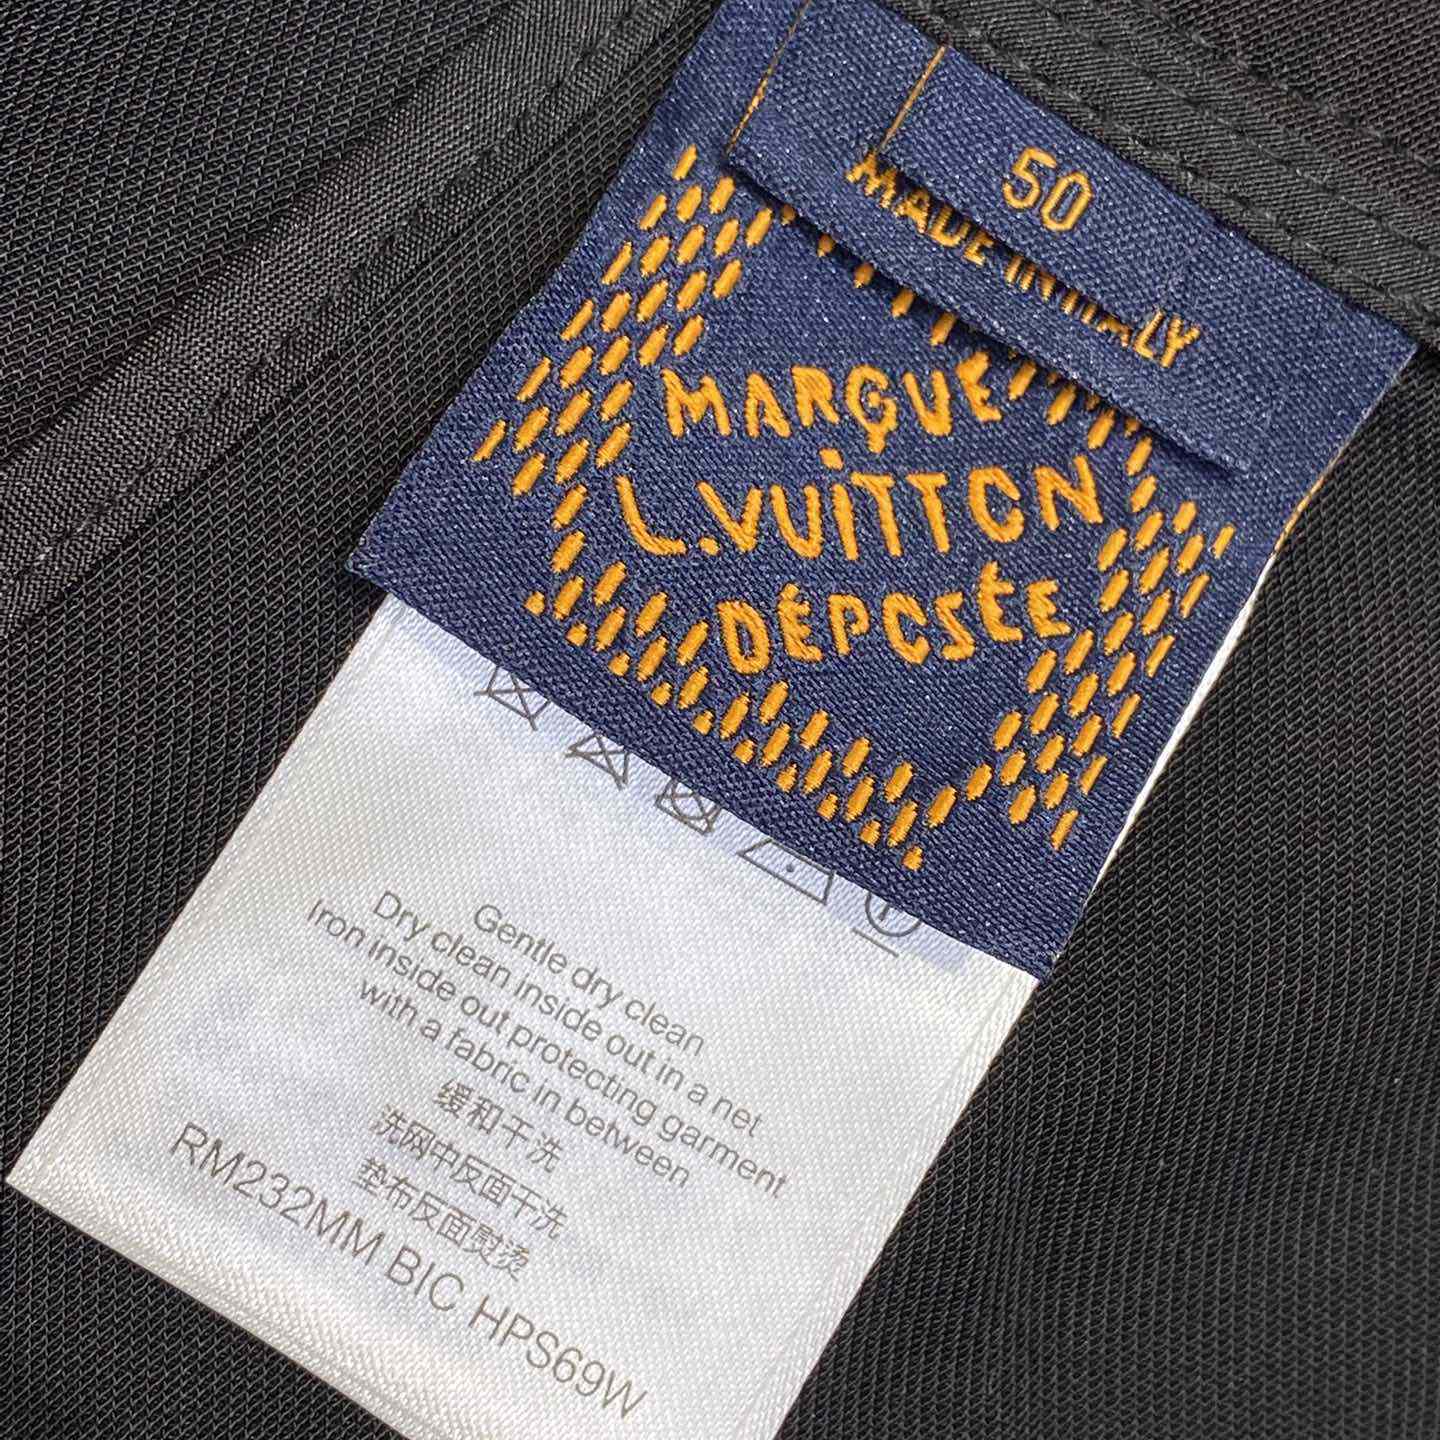 50
MADE IN ITALY
MARQUE
L.VUITTON
DÉPOSÉE
Gentle dry clean
Dry clean inside out in a net
Iron inside out protecting garment
with a fabric in between
缓和干洗
洗网中反面干洗
垫布反面熨烫
RM232MM BIC HPS69W